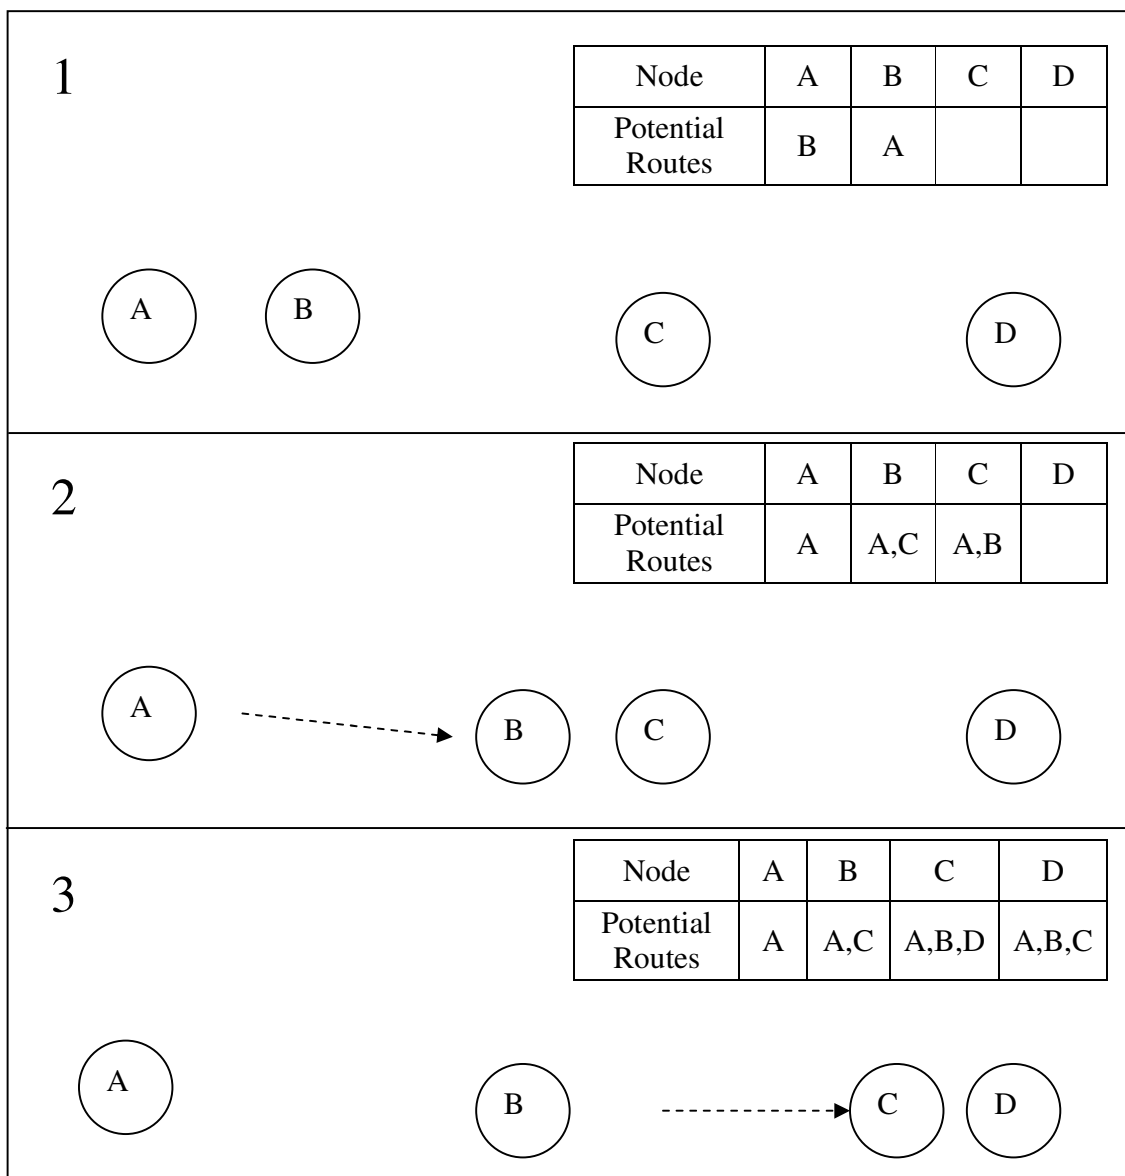 1
Node A B C D
Potential Routes B A
A B C D
2
Node A B C D
Potential Routes A A,C A,B
A B C D
3
Node A B C D
Potential Routes A A,C A,B,D A,B,C
A B C D